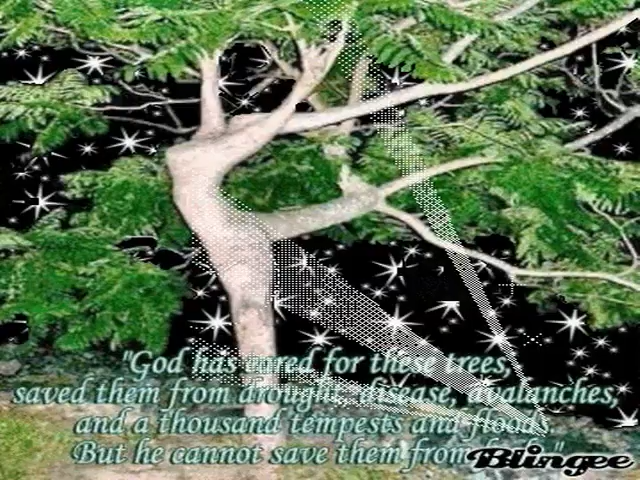 "God has cared for these trees,
saved them from drought, disease, avalanches,
and a thousand tempests and floods.
But he cannot save them from
Blingee